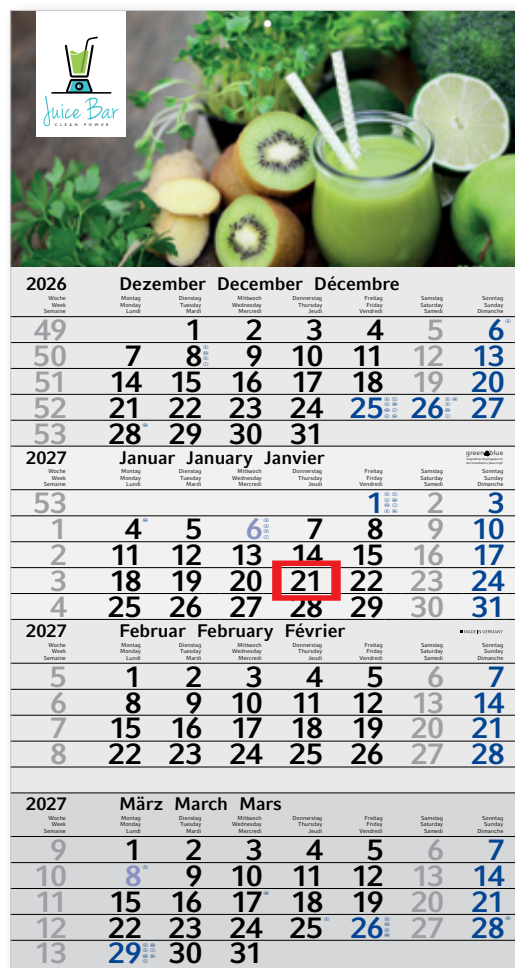 Juice Bar
CLEAN POWER
2026 Dezember December Décembre
Woche Montag Dienstag Mittwoch Donnerstag Freitag Samstag Sonntag
Week Monday Tuesday Wednesday Thursday Friday Saturday Sunday
Semaine Lundi Mardi Mercredi Jeudi Vendredi Samedi Dimanche
49 1 2 3 4 5 6
50 7 8 9 10 11 12 13
51 14 15 16 17 18 19 20
52 21 22 23 24 25 26 27
53 28 29 30 31
2027 Januar January Janvier
green blue
Woche Montag Dienstag Mittwoch Donnerstag Freitag Samstag Sonntag
Week Monday Tuesday Wednesday Thursday Friday Saturday Sunday
Semaine Lundi Mardi Mercredi Jeudi Vendredi Samedi Dimanche
53 1 2 3
1 4 5 6 7 8 9 10
2 11 12 13 14 15 16 17
3 18 19 20 21 22 23 24
4 25 26 27 28 29 30 31
2027 Februar February Février
MADE IN GERMANY
Woche Montag Dienstag Mittwoch Donnerstag Freitag Samstag Sonntag
Week Monday Tuesday Wednesday Thursday Friday Saturday Sunday
Semaine Lundi Mardi Mercredi Jeudi Vendredi Samedi Dimanche
5 1 2 3 4 5 6 7
6 8 9 10 11 12 13 14
7 15 16 17 18 19 20 21
8 22 23 24 25 26 27 28
2027 März March Mars
Woche Montag Dienstag Mittwoch Donnerstag Freitag Samstag Sonntag
Week Monday Tuesday Wednesday Thursday Friday Saturday Sunday
Semaine Lundi Mardi Mercredi Jeudi Vendredi Samedi Dimanche
9 1 2 3 4 5 6 7
10 8 9 10 11 12 13 14
11 15 16 17 18 19 20 21
12 22 23 24 25 26 27 28
13 29 30 31